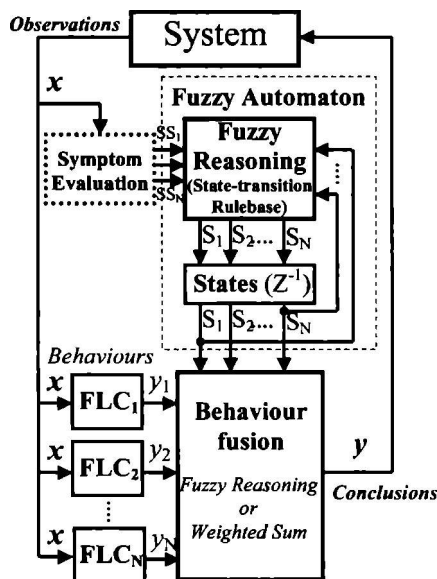 Observations
System
x
Fuzzy Automaton
Symptom
Evaluation
SS1
SSN
Fuzzy
Reasoning
(State-transition
Rulebase)
S1 S2... SN
States (Z-1)
S1 S2... SN
Behaviours
x FLC1 y1
x FLC2 y2
x FLCN yN
Behaviour
fusion
Fuzzy Reasoning
or
Weighted Sum
y
Conclusions